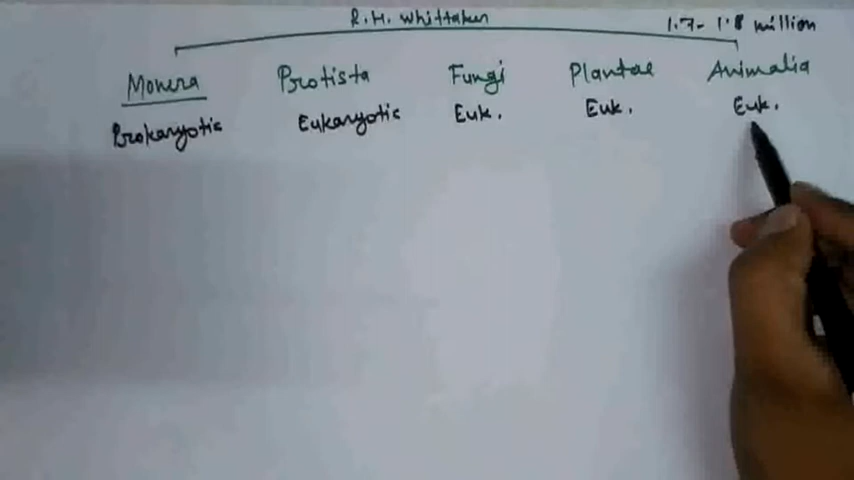 R.H. Whittaker 1.7 - 1.8 million
Monera Protista Fungi Plantae Animalia
Prokaryotic Eukaryotic Euk. Euk. Euk.